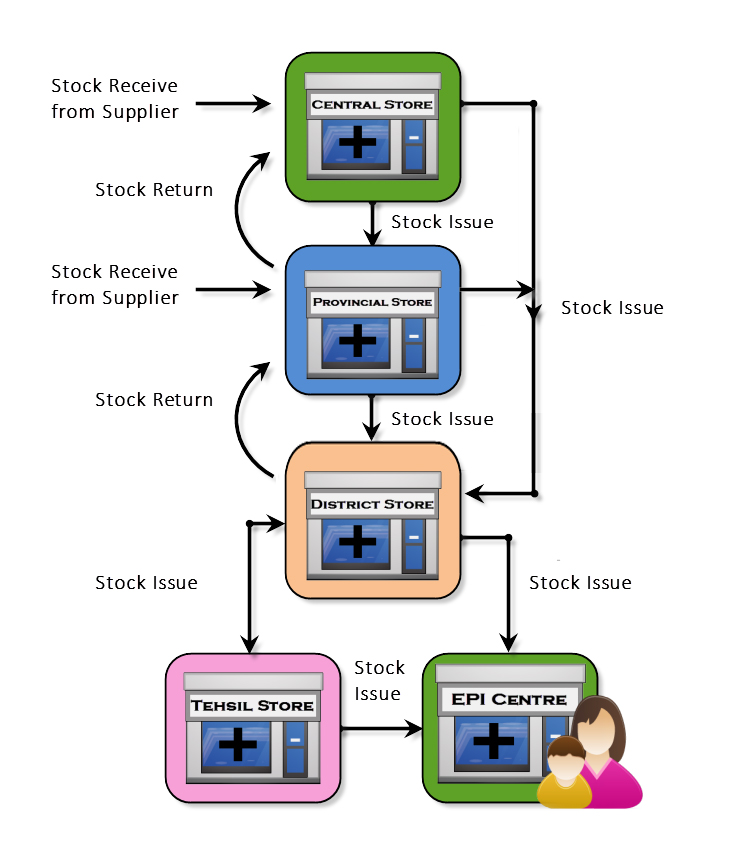 Stock Receive
from Supplier
CENTRAL STORE
Stock Return
Stock Issue
Stock Receive
from Supplier
PROVINCIAL STORE
Stock Issue
Stock Return
Stock Issue
DISTRICT STORE
Stock Issue
Stock Issue
Stock
Issue
TEHSIL STORE
EPI CENTRE